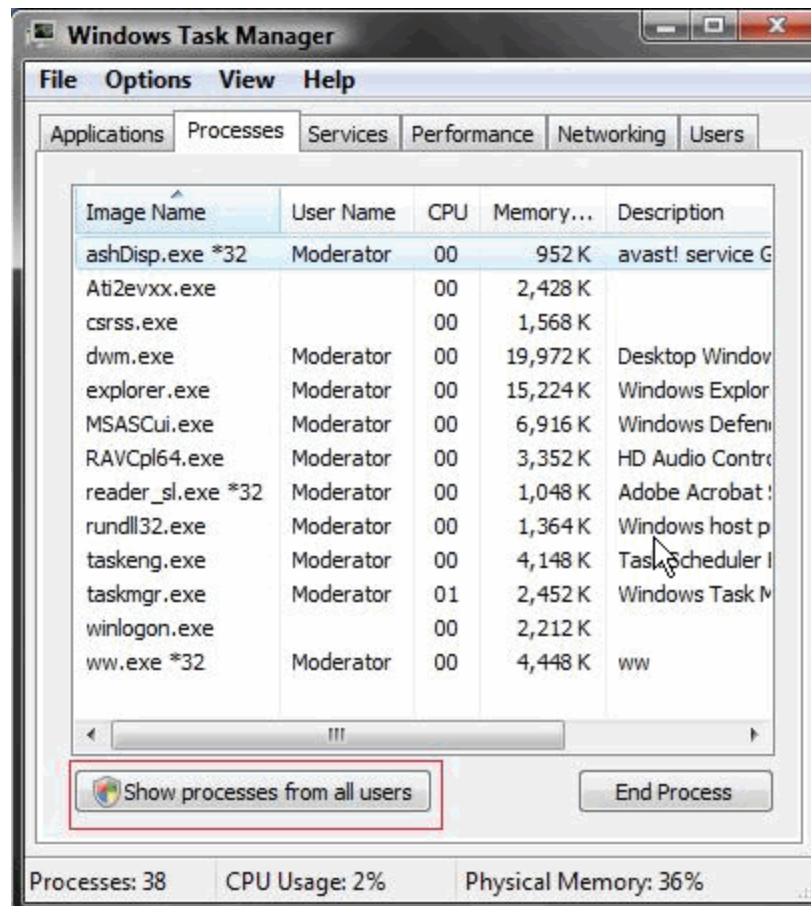 Windows Task Manager
File Options View Help
Applications Processes Services Performance Networking Users
Image Name User Name CPU Memory... Description
ashDisp.exe *32 Moderator 00 952 K avast! service G
Ati2evxx.exe 00 2,428 K
csrss.exe 00 1,568 K
dwm.exe Moderator 00 19,972 K Desktop Window
explorer.exe Moderator 00 15,224 K Windows Explor
MSASCui.exe Moderator 00 6,916 K Windows Defen
RAVCpl64.exe Moderator 00 3,352 K HD Audio Contro
reader_sl.exe *32 Moderator 00 1,048 K Adobe Acrobat
rundll32.exe Moderator 00 1,364 K Windows host p
taskeng.exe Moderator 00 4,148 K Task Scheduler
taskmgr.exe Moderator 01 2,452 K Windows Task M
winlogon.exe 00 2,212 K
ww.exe *32 Moderator 00 4,448 K ww
Show processes from all users End Process
Processes: 38 CPU Usage: 2% Physical Memory: 36%